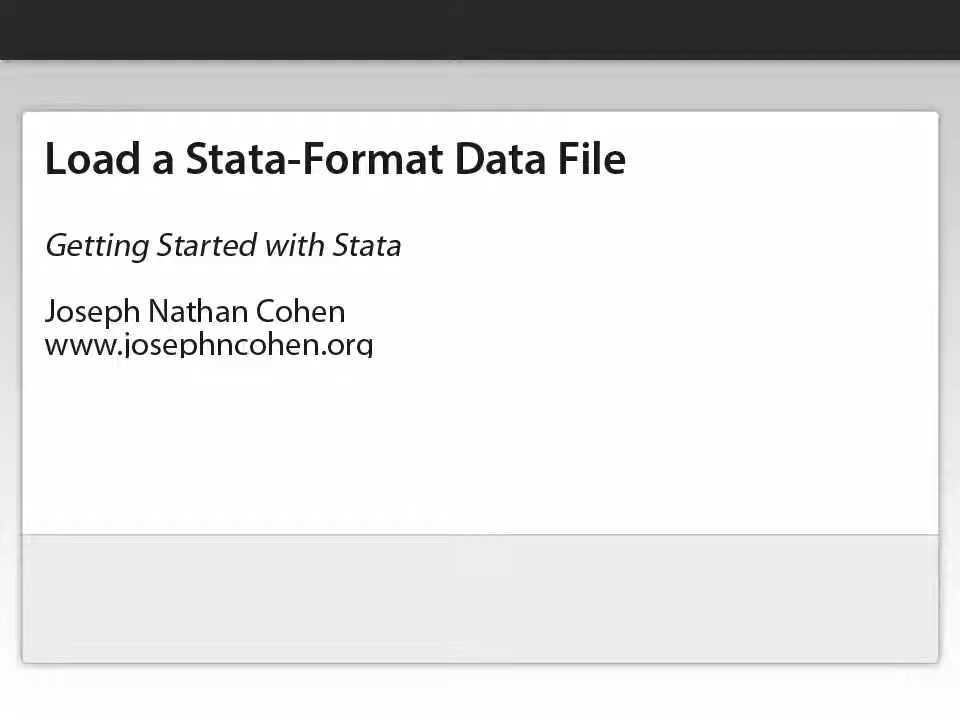 Load a Stata-Format Data File
Getting Started with Stata
Joseph Nathan Cohen
www.josephncohen.org